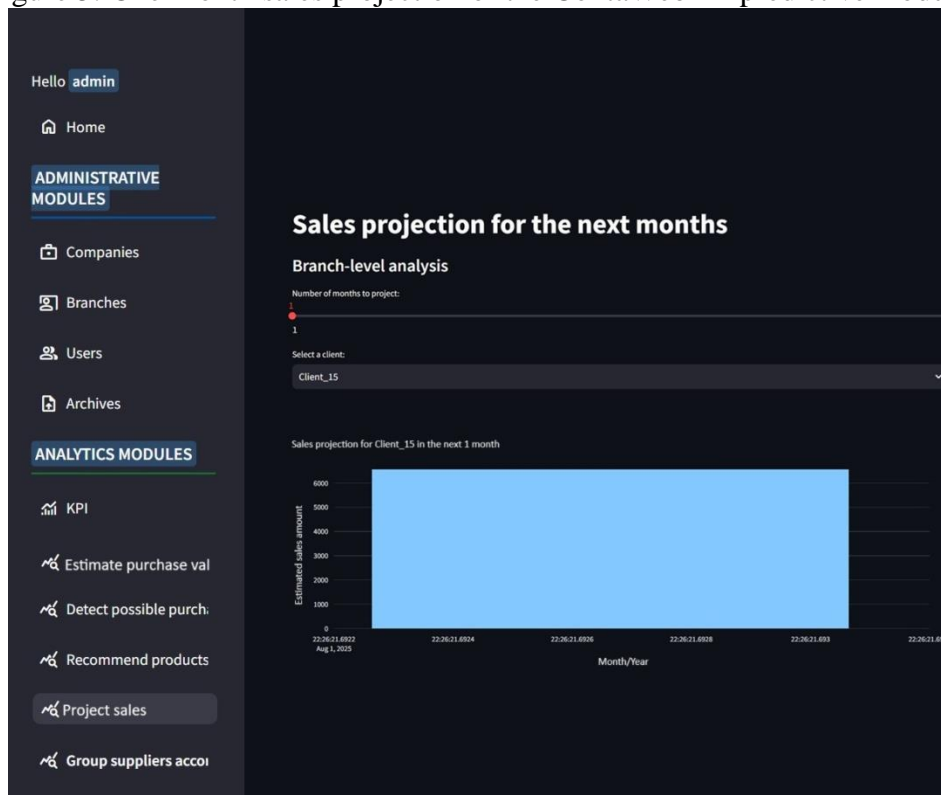 Hello admin
Home
ADMINISTRATIVE
MODULES
Companies
Branches
Users
Archives
ANALYTICS MODULES
KPI
Estimate purchase val
Detect possible
Recommend products
Project sales
Group suppliers
Sales projection for the next months
Branch-level analysis
Number of months to project:
1
1
Select a client:
Client_15
Sales projection for Client_15 in the next 1 month
Estimated sales amount
6000
5000
4000
3000
2000
1000
0
22:26:21.6922 22:26:21.6924 22:26:21.6926 22:26:21.6928 22:26:21.693
Aug 1, 2025
Month/Year